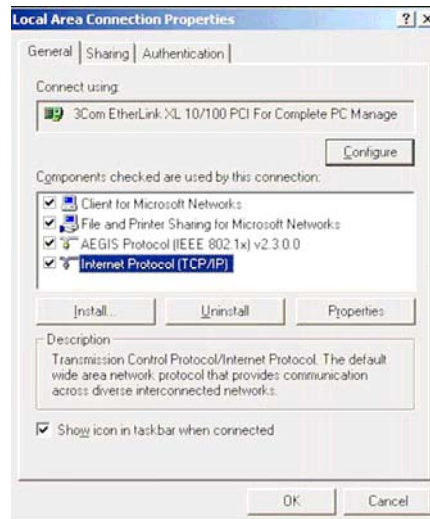 Local Area Connection Properties
General Sharing Authentication
Connect using:
3Com EtherLink XL 10/100 PCI For Complete PC Manage
Configure
Components checked are used by this connection:
Client for Microsoft Networks
File and Printer Sharing for Microsoft Networks
AEGIS Protocol (IEEE 802.1x) v2.3.0.0
Internet Protocol (TCP/IP)
Install... Uninstall Properties
Description
Transmission Control Protocol/Internet Protocol. The default
wide area network protocol that provides communication
across diverse interconnected networks.
Show icon in taskbar when connected
OK Cancel